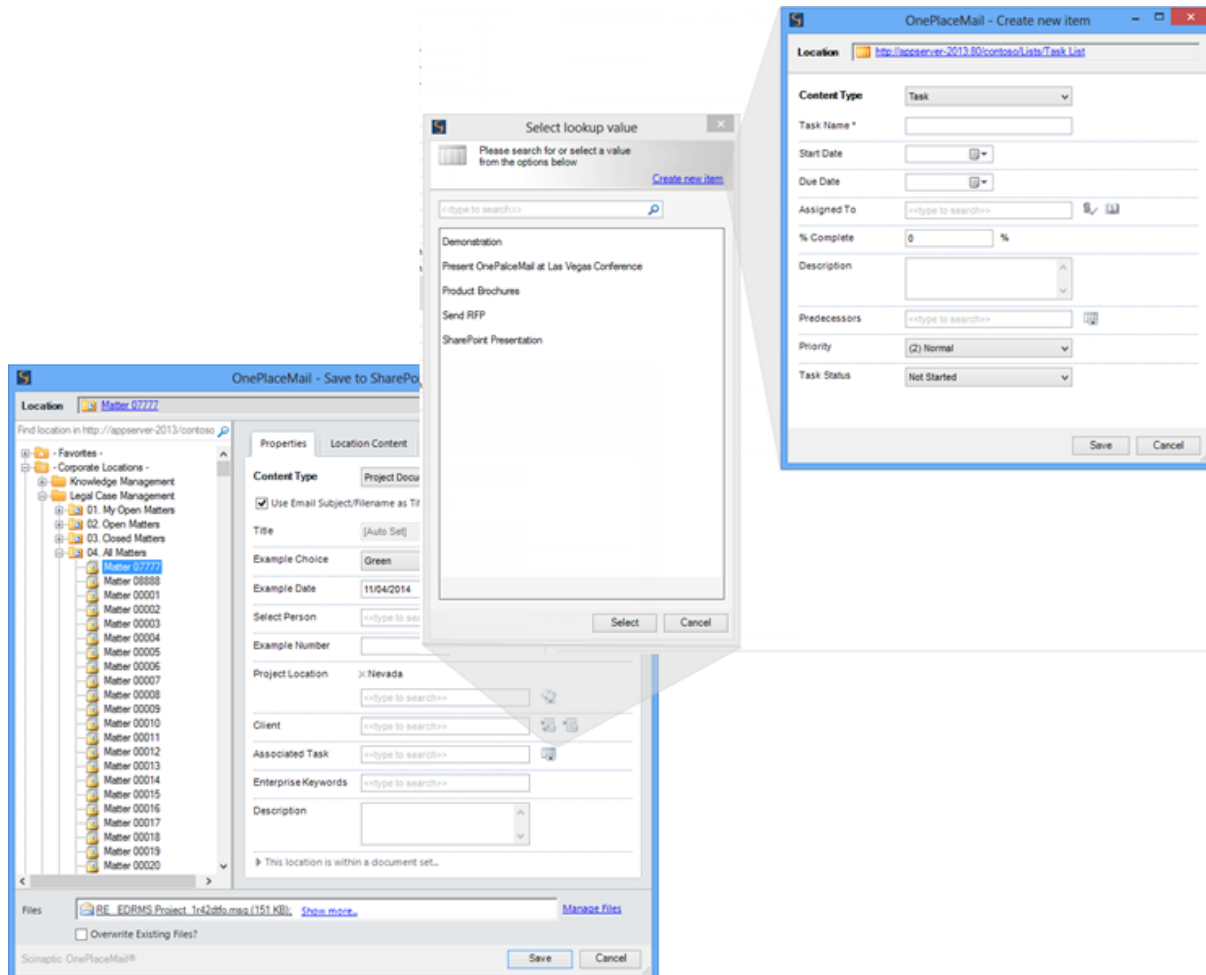 OnePlaceMail - Create new item
Location http://appserver-2013:80/contoso/Lists/Task List
Content Type Task
Task Name *
Start Date
Due Date
Assigned To <<type to search>>
% Complete 0 %
Description
Predecessors <<type to search>>
Priority (2) Normal
Task Status Not Started
Save Cancel
Select lookup value
Please search for or select a value
from the options below
Create new item
<<type to search>>
Demonstration
Present OnePalceMail at Las Vegas Conference
Product Brochures
Send RFP
SharePoint Presentation
Select Cancel
OnePlaceMail - Save to SharePo
Location Matter 07777
Find location in http://appserver-2013/contoso
- Favorites -
- Corporate Locations -
Knowledge Management
Legal Case Management
01. My Open Matters
02. Open Matters
03. Closed Matters
04. All Matters
Matter 07777
Matter 08888
Matter 00001
Matter 00002
Matter 00003
Matter 00004
Matter 00005
Matter 00006
Matter 00007
Matter 00008
Matter 00009
Matter 00010
Matter 00011
Matter 00012
Matter 00013
Matter 00014
Matter 00015
Matter 00016
Matter 00017
Matter 00018
Matter 00019
Matter 00020
Properties Location Content
Content Type Project Docu
Use Email Subject/Filename as Tit
Title [Auto Set]
Example Choice Green
Example Date 11/04/2014
Select Person <<type to sea
Example Number
Project Location Nevada
<<type to search>>
Client <<type to search>>
Associated Task <<type to search>>
Enterprise Keywords <<type to search>>
Description
This location is within a document set...
Files RE_ EDRMS Project_1r42dtfo.msg (151 KB); Show more... Manage Files
Overwrite Existing Files?
Scinaptic OnePlaceMail® Save Cancel